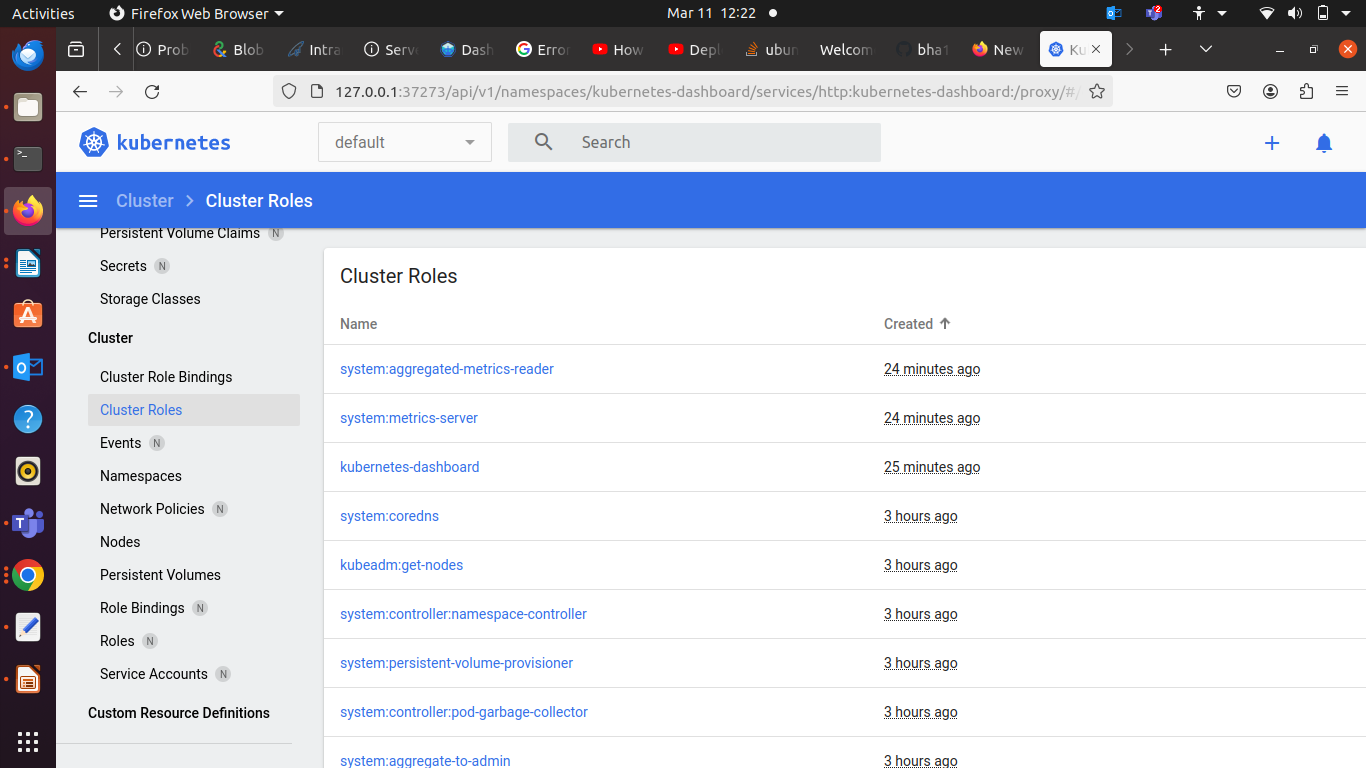 Activities Firefox Web Browser Mar 11 12:22 2
Prob Blob Intra Serve Dash Error How Depl ubun Welcom bha1 New Ku
127.0.0.1:37273/api/v1/namespaces/kubernetes-dashboard/services/http:kubernetes-dashboard:/proxy/#/
kubernetes default Search
Cluster Cluster Roles
Persistent Volume Claims N
Secrets N
Storage Classes
Cluster
Cluster Role Bindings
Cluster Roles
Events N
Namespaces
Network Policies N
Nodes
Persistent Volumes
Role Bindings N
Roles N
Service Accounts N
Custom Resource Definitions
Cluster Roles
Name Created
system:aggregated-metrics-reader 24 minutes ago
system:metrics-server 24 minutes ago
kubernetes-dashboard 25 minutes ago
system:coredns 3 hours ago
kubeadm:get-nodes 3 hours ago
system:controller:namespace-controller 3 hours ago
system:persistent-volume-provisioner 3 hours ago
system:controller:pod-garbage-collector 3 hours ago
system:aggregate-to-admin 3 hours ago